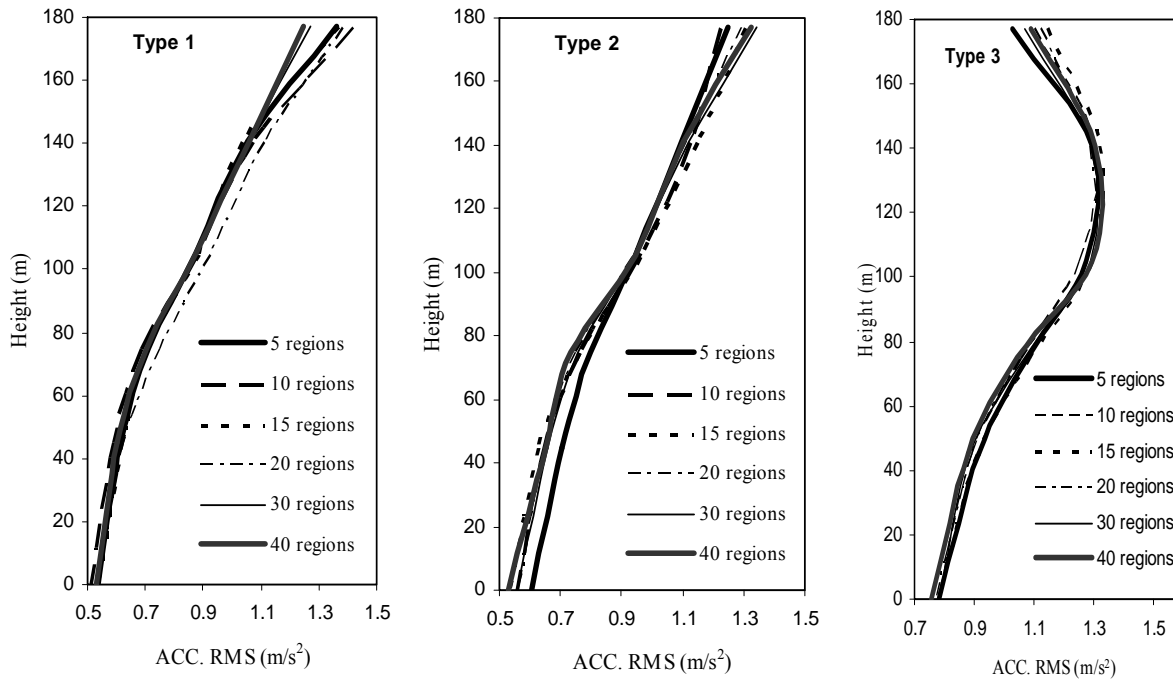 Type 1
180
160
140
120
100
80
60
40
20
0
Height (m)
5 regions
10 regions
15 regions
20 regions
30 regions
40 regions
0.5 0.7 0.9 1.1 1.3 1.5
ACC. RMS (m/s²)
Type 2
180
160
140
120
100
80
60
40
20
0
Height (m)
5 regions
10 regions
15 regions
20 regions
30 regions
40 regions
0.5 0.7 0.9 1.1 1.3 1.5
ACC. RMS (m/s²)
Type 3
180
160
140
120
100
80
60
40
20
0
Height (m)
5 regions
10 regions
15 regions
20 regions
30 regions
40 regions
0.7 0.9 1.1 1.3 1.5
ACC. RMS (m/s²)